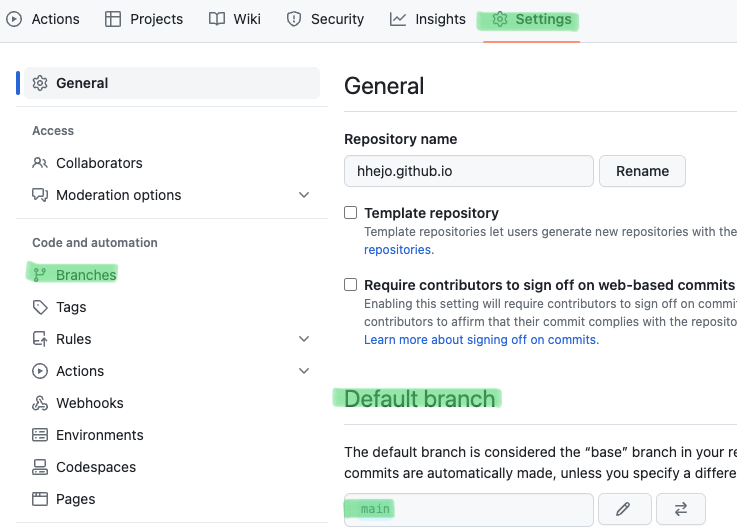 Actions Projects Wiki Security Insights Settings
General
Access
Collaborators
Moderation options
Code and automation
Branches
Tags
Rules
Actions
Webhooks
Environments
Codespaces
Pages
General
Repository name
hhejo.github.io Rename
Template repository
Template repositories let users generate new repositories with the
repositories.
Require contributors to sign off on web-based commits
Enabling this setting will require contributors to sign off on commi
contributors to affirm that their commit complies with the reposito
Learn more about signing off on commits.
Default branch
The default branch is considered the “base” branch in your re
commits are automatically made, unless you specify a differe
main